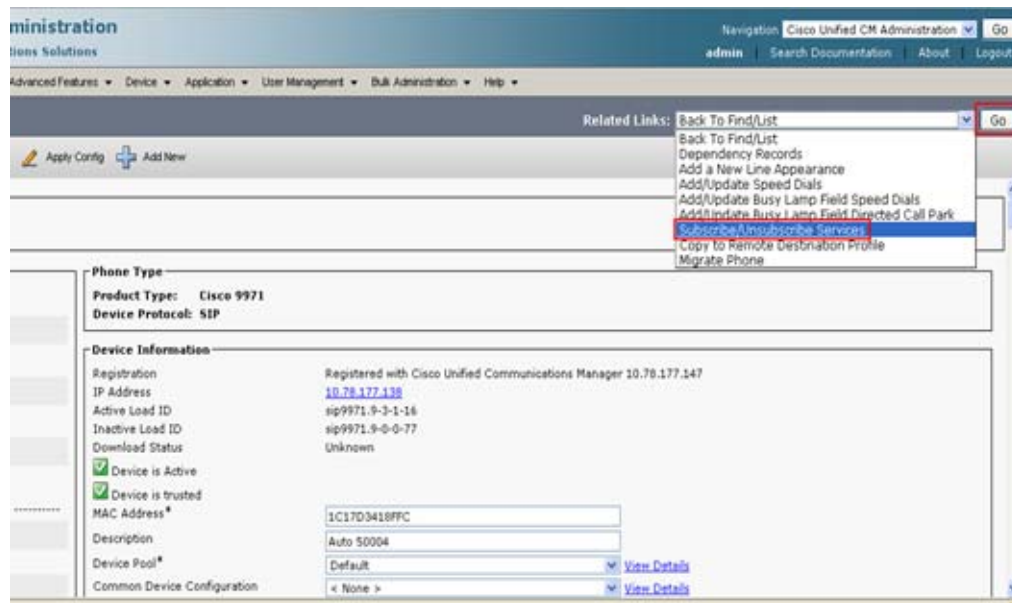 ministration
Navigation Cisco Unified CM Administration Go
tions Solutions
admin Search Documentation About Logout
Advanced Features Device Application User Management Bulk Administration Help
Related Links: Back To Find/List Go
Back To Find/List
Dependency Records
Add a New Line Appearance
Add/Update Speed Dials
Add/Update Busy Lamp Field Speed Dials
Add/Update Busy Lamp Field Directed Call Park
Subscribe/Unsubscribe Services
Copy to Remote Destination Profile
Migrate Phone
Apply Config Add New
Phone Type
Product Type: Cisco 9971
Device Protocol: SIP
Device Information
Registration Registered with Cisco Unified Communications Manager 10.78.177.147
IP Address 10.78.177.138
Active Load ID sip9971.9-3-1-16
Inactive Load ID sip9971.9-0-0-77
Download Status Unknown
Device is Active
Device is trusted
MAC Address* 1C17D3418FFC
Description Auto 50004
Device Pool* Default View Details
Common Device Configuration < None > View Details